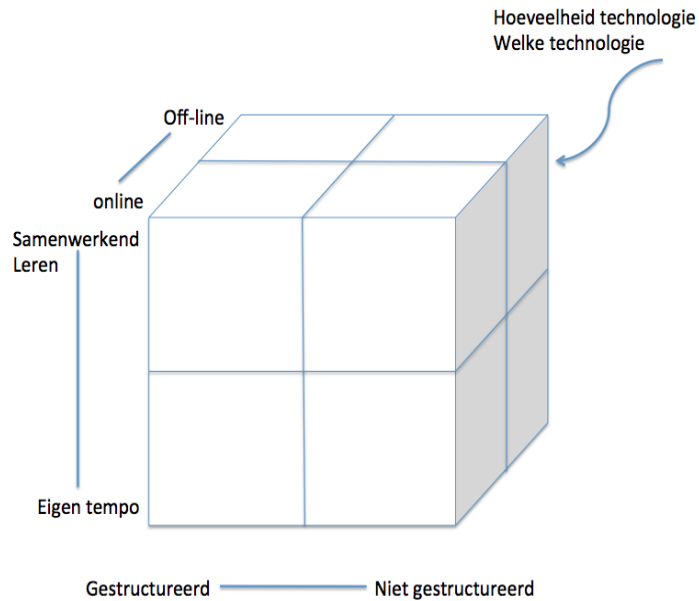 Hoeveelheid technologie
Welke technologie
Off-line
online
Samenwerkend
Leren
Eigen tempo
Gestructureerd
Niet gestructureerd